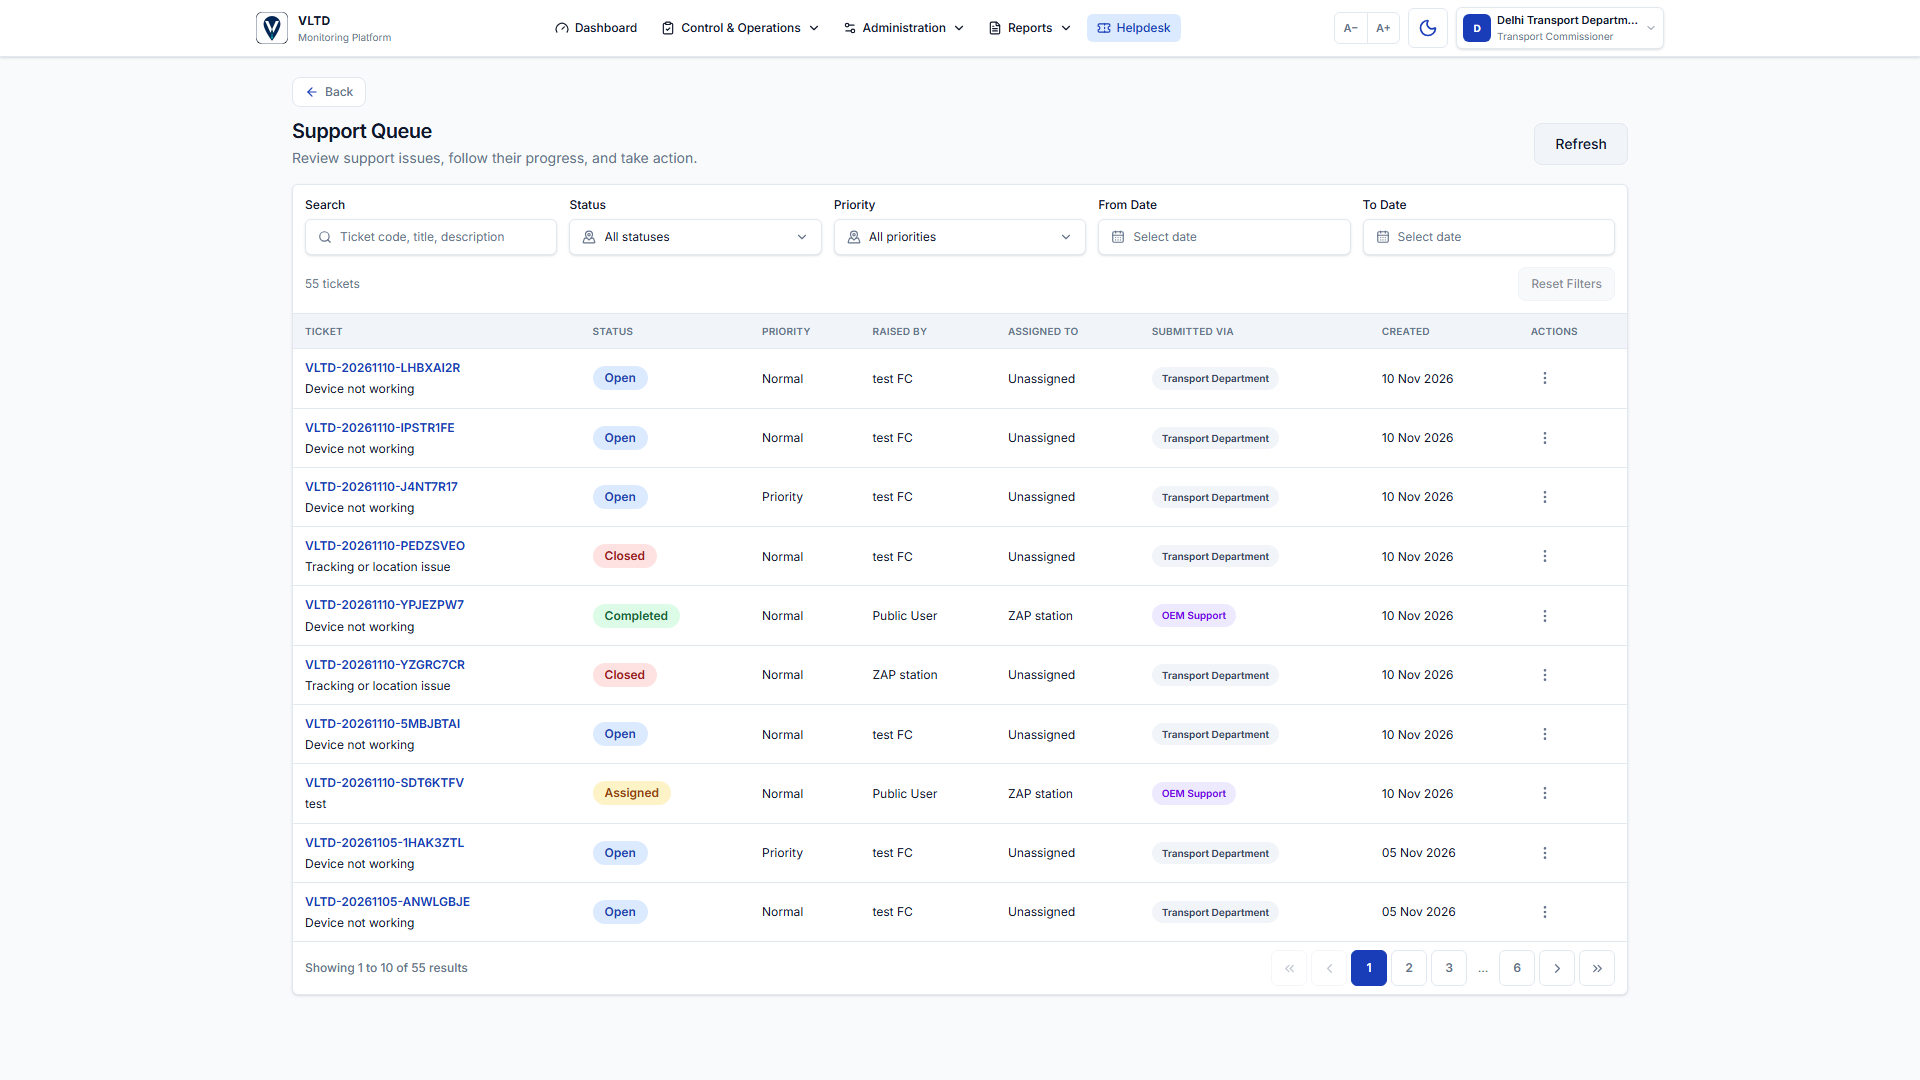 VLTD
Monitoring Platform
Dashboard
Control & Operations
Administration
Reports
Helpdesk
A−
A+
D
Delhi Transport Departm...
Transport Commissioner
Back
Support Queue
Review support issues, follow their progress, and take action.
Refresh
Search
Status
Priority
From Date
To Date
Ticket code, title, description
All statuses
All priorities
Select date
Select date
55 tickets
Reset Filters
TICKET STATUS PRIORITY RAISED BY ASSIGNED TO SUBMITTED VIA CREATED ACTIONS
VLTD-20261110-LHBXAI2R
Device not working
Open Normal test FC Unassigned Transport Department 10 Nov 2026
VLTD-20261110-IPSTR1FE
Device not working
Open Normal test FC Unassigned Transport Department 10 Nov 2026
VLTD-20261110-J4NT7R17
Device not working
Open Priority test FC Unassigned Transport Department 10 Nov 2026
VLTD-20261110-PEDZSVEO
Tracking or location issue
Closed Normal test FC Unassigned Transport Department 10 Nov 2026
VLTD-20261110-YPJEZPW7
Device not working
Completed Normal Public User ZAP station OEM Support 10 Nov 2026
VLTD-20261110-YZGRC7CR
Tracking or location issue
Closed Normal ZAP station Unassigned Transport Department 10 Nov 2026
VLTD-20261110-5MBJBTAI
Device not working
Open Normal test FC Unassigned Transport Department 10 Nov 2026
VLTD-20261110-SDT6KTFV
test
Assigned Normal Public User ZAP station OEM Support 10 Nov 2026
VLTD-20261105-1HAK3ZTL
Device not working
Open Priority test FC Unassigned Transport Department 05 Nov 2026
VLTD-20261105-ANWLGBJE
Device not working
Open Normal test FC Unassigned Transport Department 05 Nov 2026
Showing 1 to 10 of 55 results
« ‹ 1 2 3 ... 6 › »